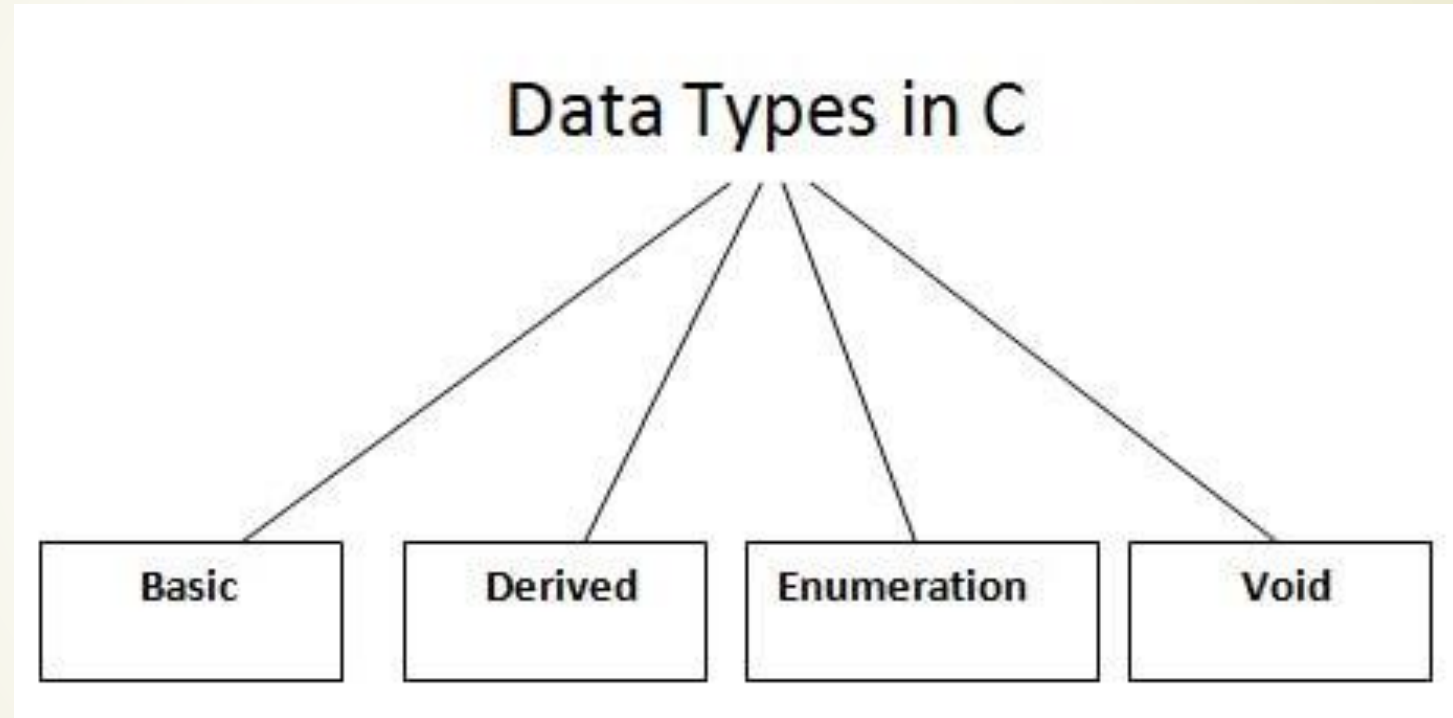 Data Types in C
Basic
Derived
Enumeration
Void